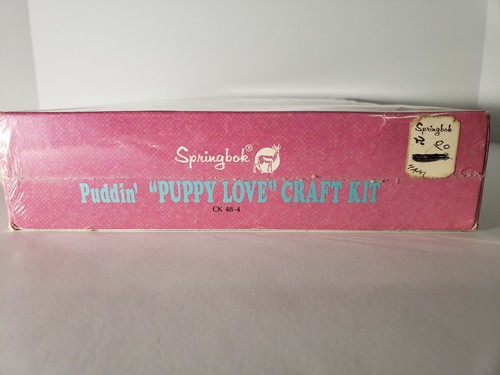 Springbok®
Puddin' "PUPPY LOVE" CRAFT KIT
CK 48-4
Springbok